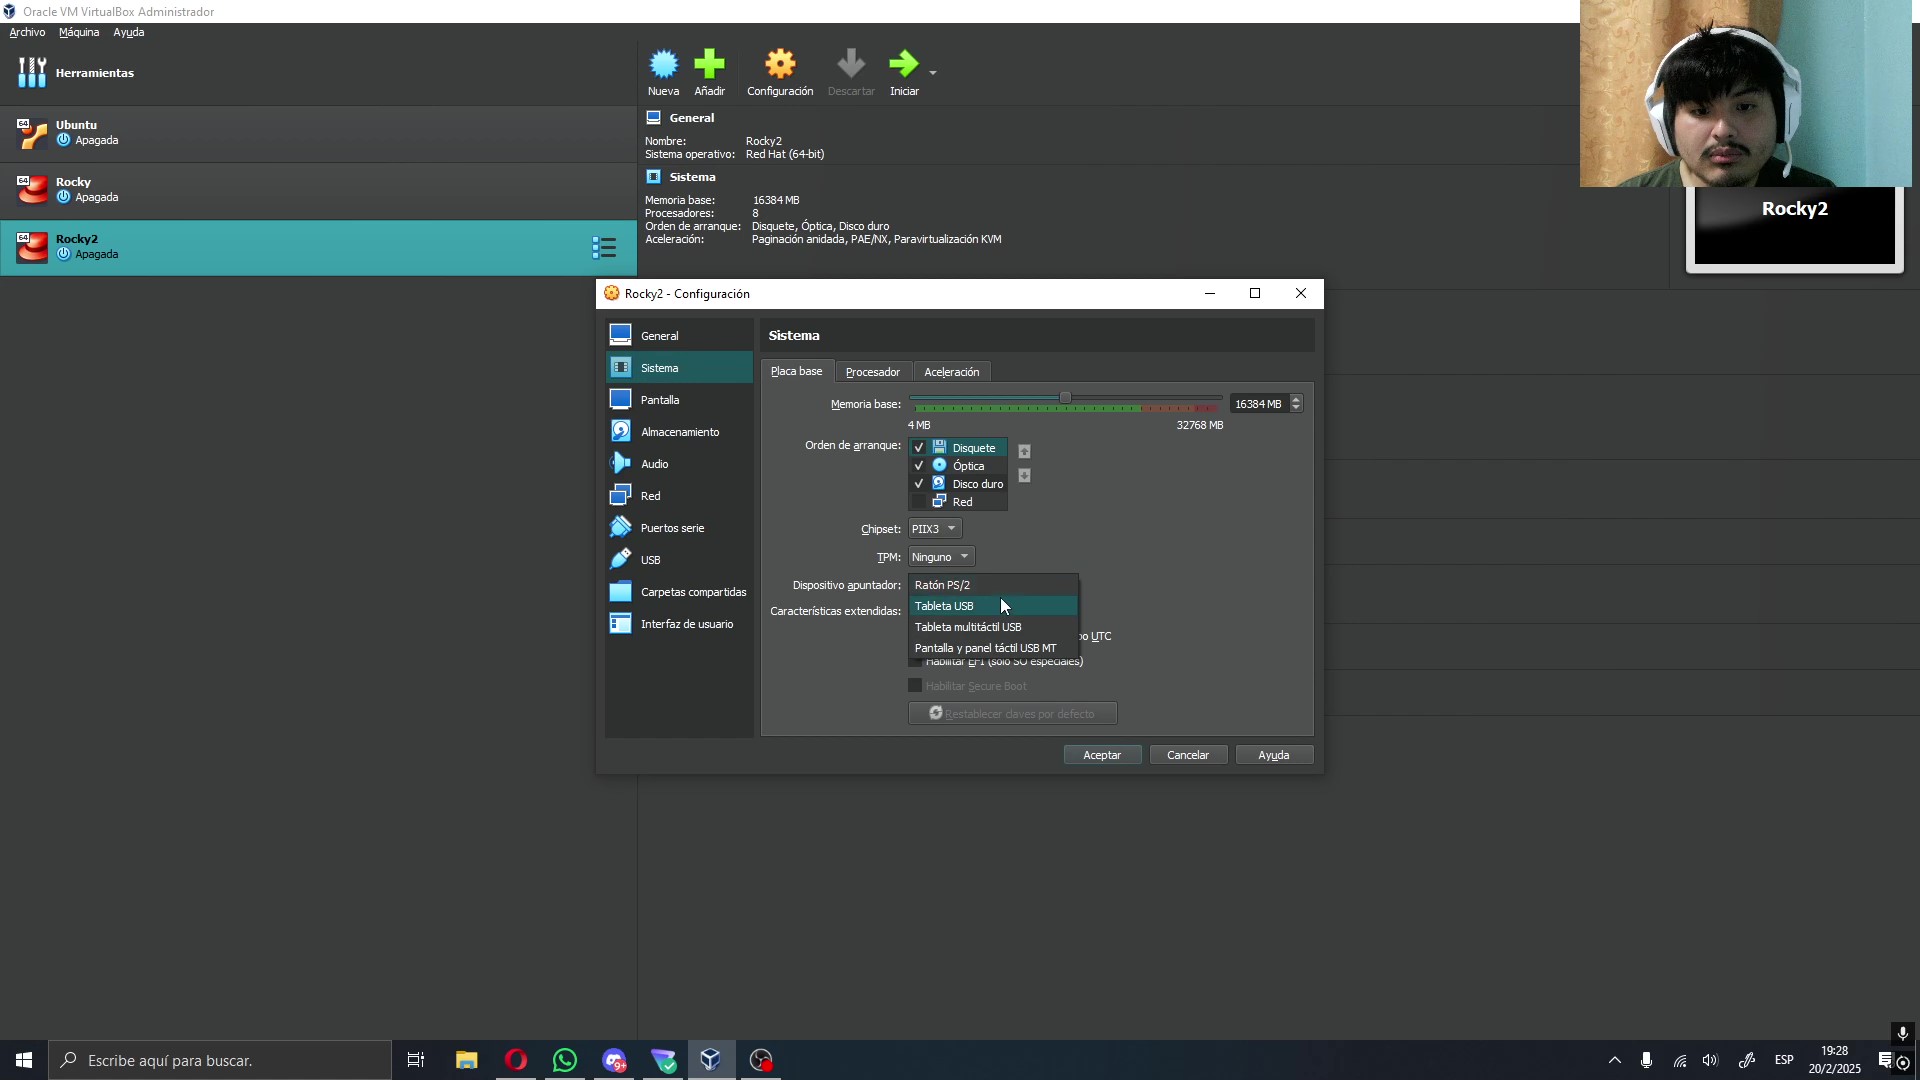 Oracle VM VirtualBox Administrador
Archivo Máquina Ayuda
Herramientas
Nueva Añadir Configuración Descartar Iniciar
64 Ubuntu
Apagada
64 Rocky
Apagada
64 Rocky2
Apagada
General
Nombre: Rocky2
Sistema operativo: Red Hat (64-bit)
Sistema
Memoria base: 16384 MB
Procesadores: 8
Orden de arranque: Disquete, Óptica, Disco duro
Aceleración: Paginación anidada, PAE/NX, Paravirtualización KVM
Rocky2
Rocky2 - Configuración
General
Sistema
Pantalla
Almacenamiento
Audio
Red
Puertos serie
USB
Carpetas compartidas
Interfaz de usuario
Sistema
Placa base Procesador Aceleración
Memoria base: 16384 MB
4 MB 32768 MB
Orden de arranque: Disquete
Óptica
Disco duro
Red
Chipset: PIIX3
TPM: Ninguno
Dispositivo apuntador: Ratón PS/2
Tableta USB
Características extendidas:
Tableta multitáctil USB
po UTC
Pantalla y panel táctil USB MT
Habilitar EFI (sólo SO especiales)
Habilitar Secure Boot
Restablecer claves por defecto
Aceptar Cancelar Ayuda
Escribe aquí para buscar.
9+
ESP
19:28
20/2/2025